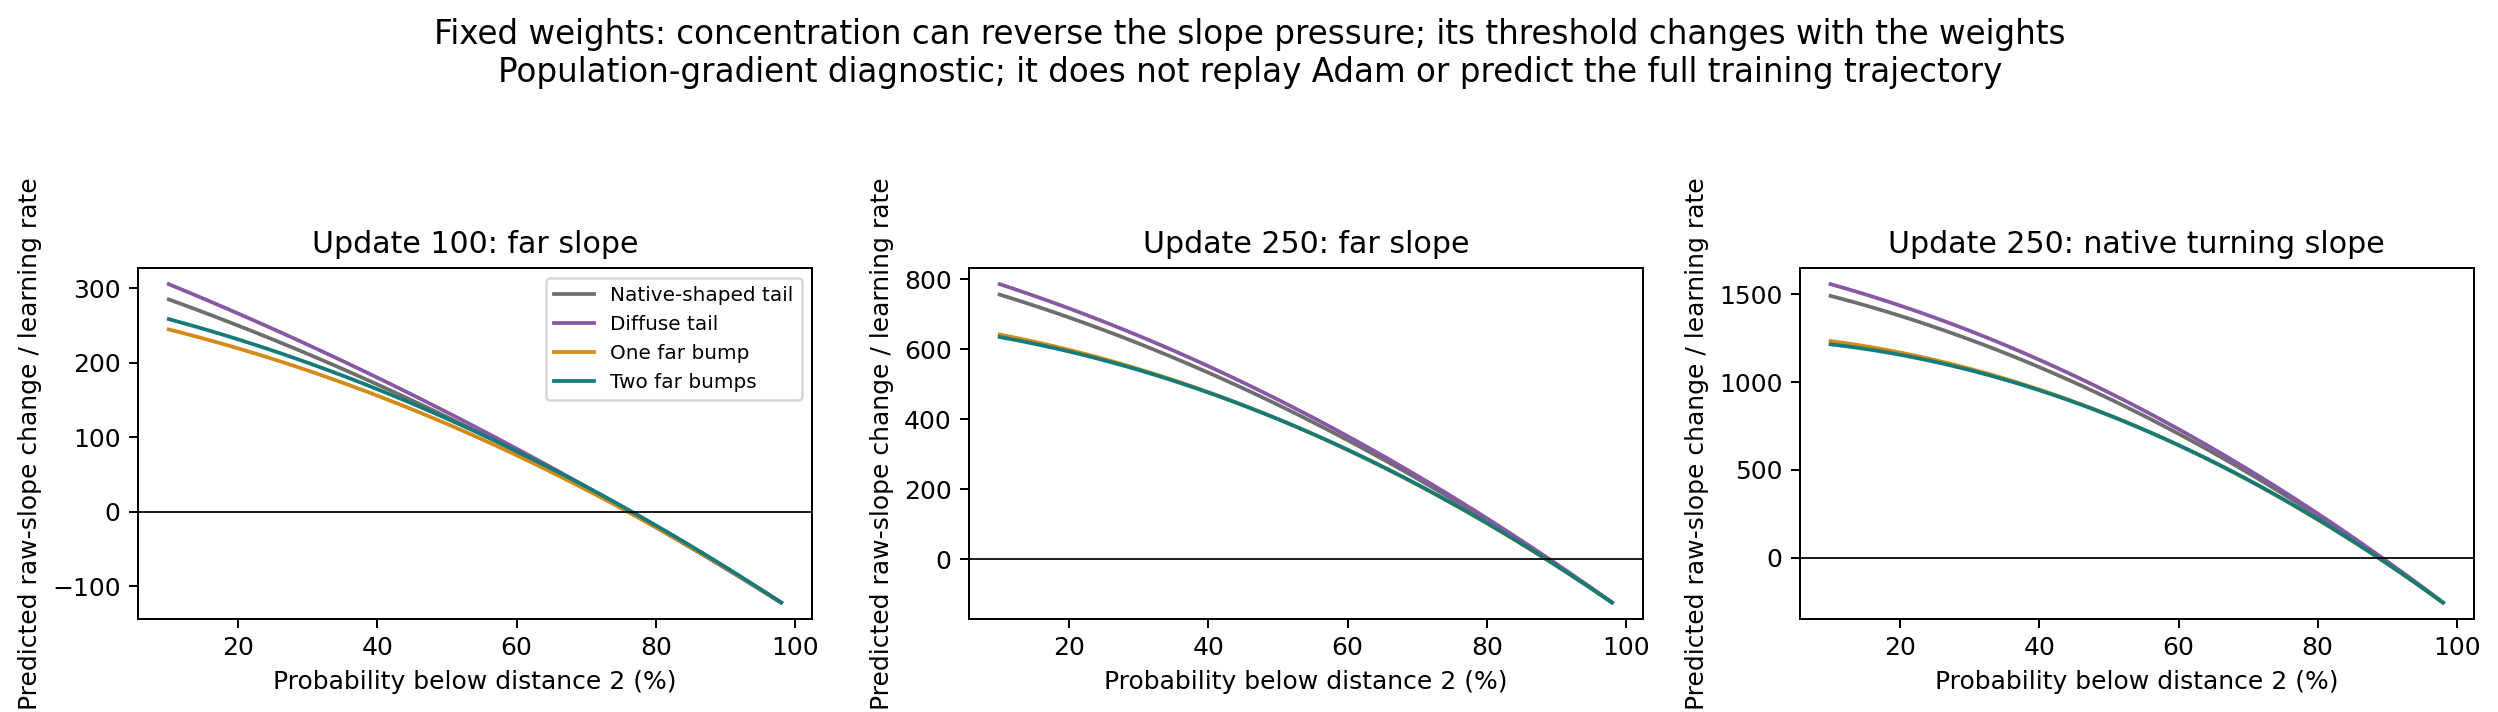 Fixed weights: concentration can reverse the slope pressure; its threshold changes with the weights
Population-gradient diagnostic; it does not replay Adam or predict the full training trajectory
Update 100: far slope
Predicted raw-slope change / learning rate
300
200
100
0
−100
Native-shaped tail
Diffuse tail
One far bump
Two far bumps
20 40 60 80 100
Probability below distance 2 (%)
Update 250: far slope
Predicted raw-slope change / learning rate
800
600
400
200
0
20 40 60 80 100
Probability below distance 2 (%)
Update 250: native turning slope
Predicted raw-slope change / learning rate
1500
1000
500
0
20 40 60 80 100
Probability below distance 2 (%)